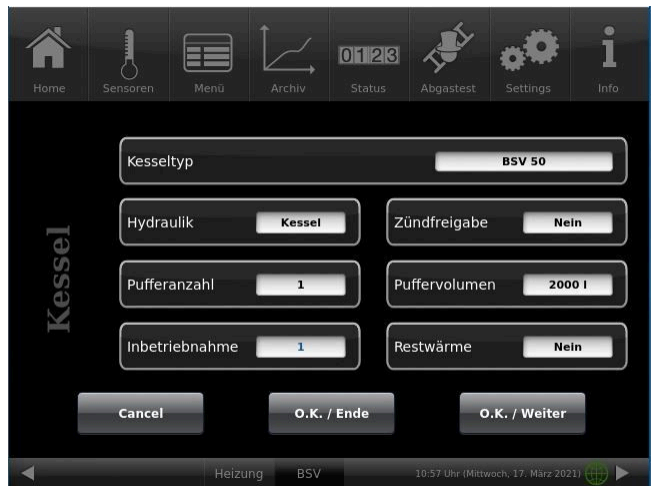 0123
Home Sensoren Menü Archiv Status Abgastest Settings Info
Kessel
Kesseltyp BSV 50
Hydraulik Kessel Zündfreigabe Nein
Pufferanzahl 1 Puffervolumen 2000 l
Inbetriebnahme 1 Restwärme Nein
Cancel O.K. / Ende O.K. / Weiter
Heizung BSV 10:57 Uhr (Mittwoch, 17. März 2021)